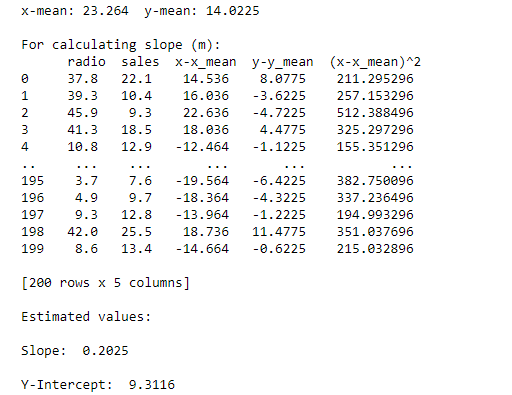 x-mean: 23.264  y-mean: 14.0225
For calculating slope (m):
radio  sales  x-x_mean  y-y_mean  (x-x_mean)^2
0      37.8   22.1    14.536    8.0775    211.295296
1      39.3   10.4    16.036   -3.6225    257.153296
2      45.9    9.3    22.636   -4.7225    512.388496
3      41.3   18.5    18.036    4.4775    325.297296
4      10.8   12.9   -12.464   -1.1225    155.351296
..      ...    ...       ...       ...           ...
195     3.7    7.6   -19.564   -6.4225    382.750096
196     4.9    9.7   -18.364   -4.3225    337.236496
197     9.3   12.8   -13.964   -1.2225    194.993296
198    42.0   25.5    18.736   11.4775    351.037696
199     8.6   13.4   -14.664   -0.6225    215.032896
[200 rows x 5 columns]
Estimated values:
Slope:  0.2025
Y-Intercept:  9.3116